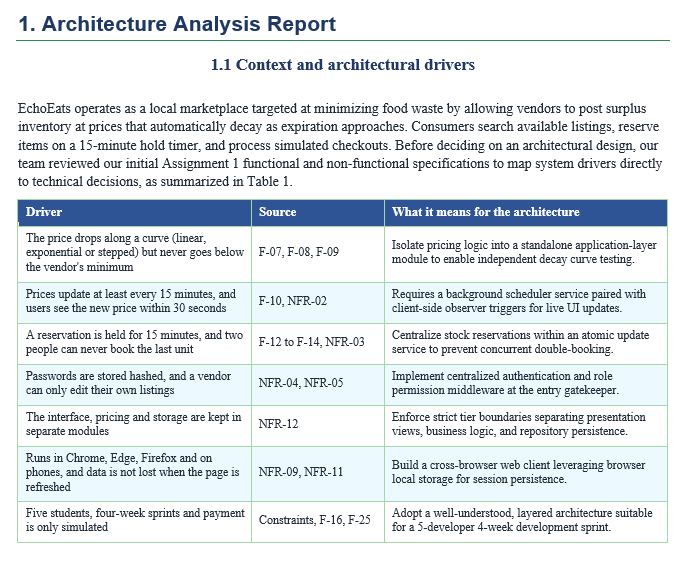 1. Architecture Analysis Report
1.1 Context and architectural drivers
EchoEats operates as a local marketplace targeted at minimizing food waste by allowing vendors to post surplus
inventory at prices that automatically decay as expiration approaches. Consumers search available listings, reserve
items on a 15-minute hold timer, and process simulated checkouts. Before deciding on an architectural design, our
team reviewed our initial Assignment 1 functional and non-functional specifications to map system drivers directly
to technical decisions, as summarized in Table 1.
Driver Source What it means for the architecture
The price drops along a curve (linear,
exponential or stepped) but never goes below
the vendor's minimum
F-07, F-08, F-09
Isolate pricing logic into a standalone application-layer
module to enable independent decay curve testing.
Prices update at least every 15 minutes, and
users see the new price within 30 seconds
F-10, NFR-02
Requires a background scheduler service paired with
client-side observer triggers for live UI updates.
A reservation is held for 15 minutes, and two
people can never book the last unit
F-12 to F-14, NFR-03
Centralize stock reservations within an atomic update
service to prevent concurrent double-booking.
Passwords are stored hashed, and a vendor
can only edit their own listings
NFR-04, NFR-05
Implement centralized authentication and role
permission middleware at the entry gatekeeper.
The interface, pricing and storage are kept in
separate modules
NFR-12
Enforce strict tier boundaries separating presentation
views, business logic, and repository persistence.
Runs in Chrome, Edge, Firefox and on
phones, and data is not lost when the page is
refreshed
NFR-09, NFR-11
Build a cross-browser web client leveraging browser
local storage for session persistence.
Five students, four-week sprints and payment
is only simulated
Constraints, F-16, F-25
Adopt a well-understood, layered architecture suitable
for a 5-developer 4-week development sprint.